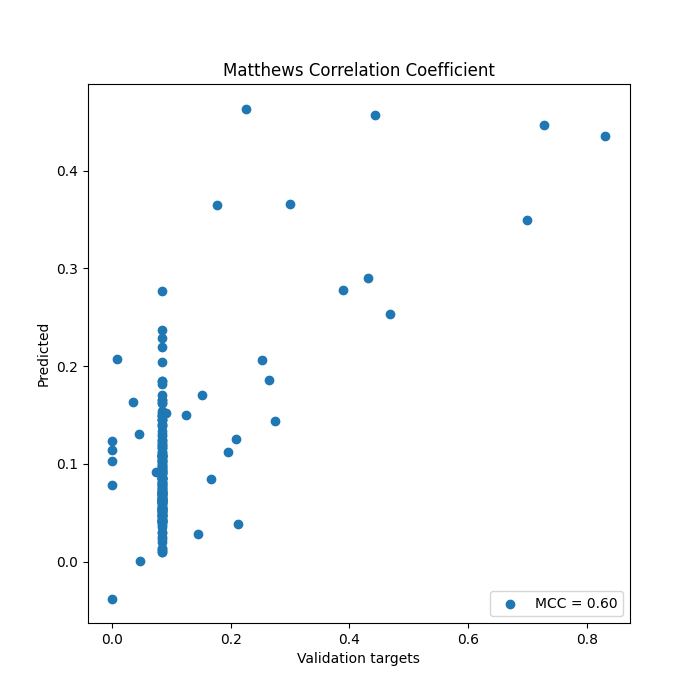 Matthews Correlation Coefficient
Predicted
0.4
0.3
0.2
0.1
0.0
MCC = 0.60
0.0 0.2 0.4 0.6 0.8
Validation targets